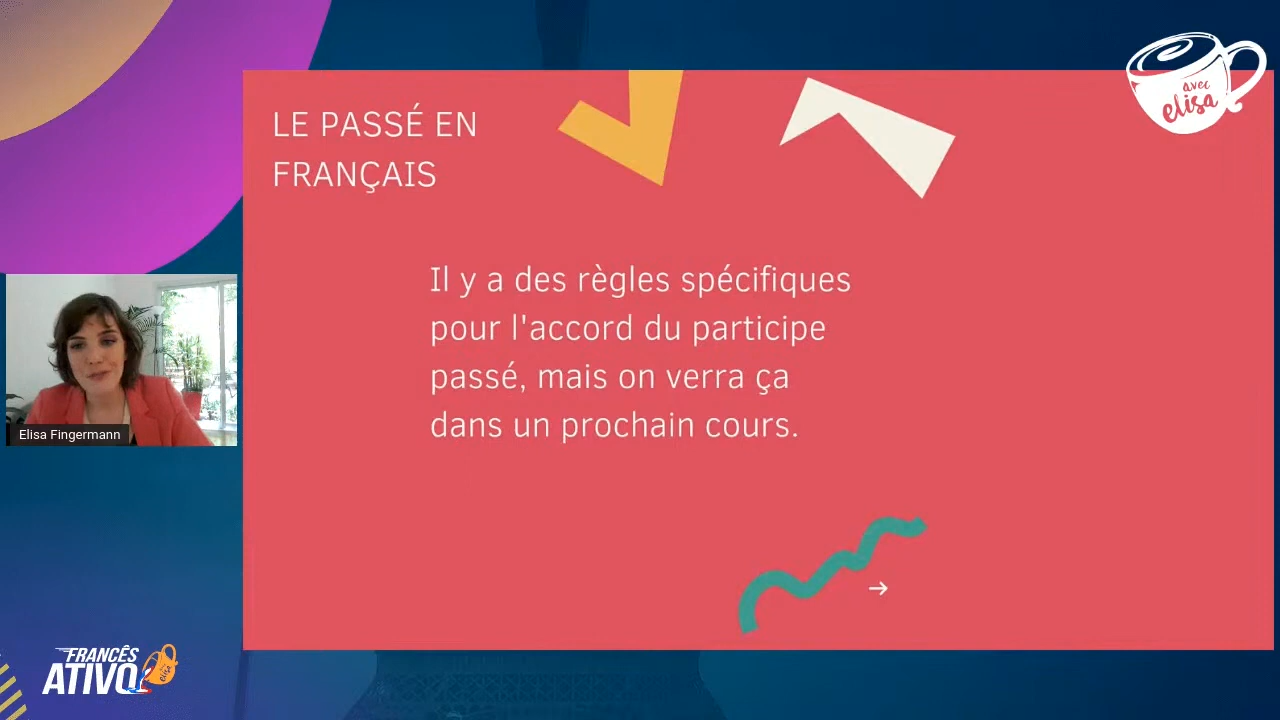 avec
elisa
LE PASSÉ EN
FRANÇAIS
Il y a des règles spécifiques
pour l'accord du participe
passé, mais on verra ça
dans un prochain cours.
Elisa Fingermann
FRANCÊS
ATIVO
elisa